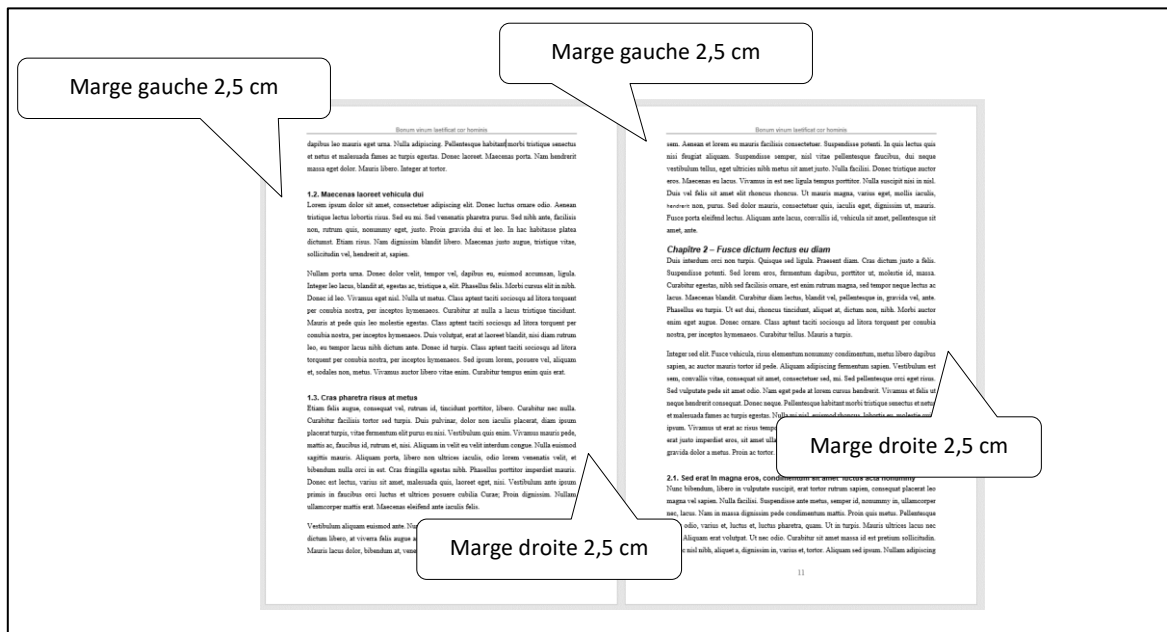 Marge gauche 2,5 cm
Marge gauche 2,5 cm
Bonum vinum laetificat cor hominis
dapibus leo mauris eget urna. Nulla adipiscing. Pellentesque habitant morbi tristique senectus
et netus et malesuada fames ac turpis egestas. Donec laoreet. Maecenas porta. Nam hendrerit
massa eget dolor. Mauris libero. Integer at tortor.
1.2. Maecenas laoreet vehicula dui
Lorem ipsum dolor sit amet, consectetuer adipiscing elit. Donec luctus ornare odio. Aenean
tristique lectus lobortis risus. Sed eu mi. Sed venenatis pharetra purus. Sed nibh ante, facilisis
non, rutrum quis, nonummy eget, justo. Proin gravida dui et leo. In hac habitasse platea
dictumst. Etiam risus. Nam dignissim blandit libero. Maecenas justo augue, tristique vitae,
sollicitudin vel, hendrerit at, sapien.
Nullam porta urna. Donec dolor velit, tempor vel, dapibus eu, euismod accumsan, ligula.
Integer leo lacus, blandit at, egestas ac, tristique a, elit. Phasellus felis. Morbi cursus elit in nibh.
Donec id leo. Vivamus eget nisl. Nulla ut metus. Class aptent taciti sociosqu ad litora torquent
per conubia nostra, per inceptos hymenaeos. Curabitur at nulla a lacus tristique tincidunt.
Mauris at pede quis leo molestie egestas. Class aptent taciti sociosqu ad litora torquent per
conubia nostra, per inceptos hymenaeos. Duis volutpat, erat at laoreet blandit, nisi diam rutrum
leo, eu tempor lacus nibh dictum ante. Donec id turpis. Class aptent taciti sociosqu ad litora
torquent per conubia nostra, per inceptos hymenaeos. Sed ipsum lorem, posuere vel, aliquam
et, sodales non, metus. Vivamus auctor libero vitae enim. Curabitur tempus enim quis erat.
1.3. Cras pharetra risus at metus
Etiam felis augue, consequat vel, rutrum id, tincidunt porttitor, libero. Curabitur nec nulla.
Curabitur facilisis tortor sed turpis. Duis pulvinar, dolor non iaculis placerat, diam ipsum
placerat turpis, vitae fermentum elit purus eu nisi. Vestibulum quis enim. Vivamus mauris pede,
mattis ac, faucibus id, rutrum et, nisi. Aliquam in velit eu velit interdum congue. Nulla euismod
sagittis mauris. Aliquam porta, libero non ultrices iaculis, odio lorem venenatis velit, et
bibendum nulla orci in est. Cras fringilla egestas nibh. Phasellus porttitor imperdiet mauris.
Donec est lectus, varius sit amet, malesuada quis, laoreet eget, nisi. Vestibulum ante ipsum
primis in faucibus orci luctus et ultrices posuere cubilia Curae; Proin dignissim. Nullam
ullamcorper mattis erat. Maecenas eleifend ante iaculis felis.
Vestibulum aliquam euismod ante.
dictum libero, at viverra felis augue
Mauris lacus dolor, bibendum at,
Marge droite 2,5 cm
Bonum vinum laetificat cor hominis
sem. Aenean et lorem eu mauris facilisis consectetuer. Suspendisse potenti. In quis lectus quis
nisi feugiat aliquam. Suspendisse semper, nisl vitae pellentesque faucibus, dui neque
vestibulum tellus, eget ultricies nibh metus sit amet justo. Nulla facilisi. Donec tristique auctor
eros. Maecenas eu lacus. Vivamus in est nec ligula tempus porttitor. Nulla suscipit nisi in nisl.
Duis vel felis sit amet elit rhoncus rhoncus. Ut mauris magna, varius eget, mollis iaculis,
hendrerit non, purus. Sed dolor mauris, consectetuer quis, iaculis eget, dignissim ut, mauris.
Fusce porta eleifend lectus. Aliquam ante lacus, convallis id, vehicula sit amet, pellentesque sit
amet, ante.
Chapître 2 – Fusce dictum lectus eu diam
Duis interdum orci non turpis. Quisque sed ligula. Praesent diam. Cras dictum justo a felis.
Suspendisse potenti. Sed lorem eros, fermentum dapibus, porttitor ut, molestie id, massa.
Curabitur egestas, nibh sed facilisis ornare, est enim rutrum magna, sed tempor neque lectus ac
lacus. Maecenas blandit. Curabitur diam lectus, blandit vel, pellentesque in, gravida vel, ante.
Phasellus eu turpis. Ut est dui, rhoncus tincidunt, aliquet at, dictum non, nibh. Morbi auctor
enim eget augue. Donec ornare. Class aptent taciti sociosqu ad litora torquent per conubia
nostra, per inceptos hymenaeos. Curabitur tellus. Mauris a turpis.
Integer sed elit. Fusce vehicula, risus elementum nonummy condimentum, metus libero dapibus
sapien, ac auctor mauris tortor id pede. Aliquam adipiscing fermentum sapien. Vestibulum est
sem, convallis vitae, consequat sit amet, consectetuer sed, mi. Sed pellentesque orci eget risus.
Sed vulputate pede sit amet odio. Nam eget pede at lorem cursus hendrerit. Vivamus et felis ut
neque hendrerit consequat. Donec neque. Pellentesque habitant morbi tristique senectus et netus
et malesuada fames ac turpis egestas. Nulla mi nisl, euismod rhoncus, lobortis eu, molestie
ipsum. Vivamus ut erat ac risus
erat justo imperdiet eros, sit amet
gravida dolor a metus. Proin ac tortor.
Marge droite 2,5 cm
2.1. Sed erat in magna eros, condimentum sit amet luctus acta nonummy
Nunc bibendum, libero in vulputate suscipit, erat tortor rutrum sapien, consequat placerat leo
magna vel sapien. Nulla facilisi. Suspendisse ante metus, semper id, nonummy in, ullamcorper
nec, lacus. Nam in massa dignissim pede condimentum mattis. Proin quis metus. Pellentesque
odio, varius et, luctus et, luctus pharetra, quam. Ut in turpis. Mauris ultrices lacus nec
Aliquam erat volutpat. Ut nec odio. Curabitur sit amet massa id est pretium sollicitudin.
nisl nibh, aliquet a, dignissim in, varius et, tortor. Aliquam sed ipsum. Nullam adipiscing
11